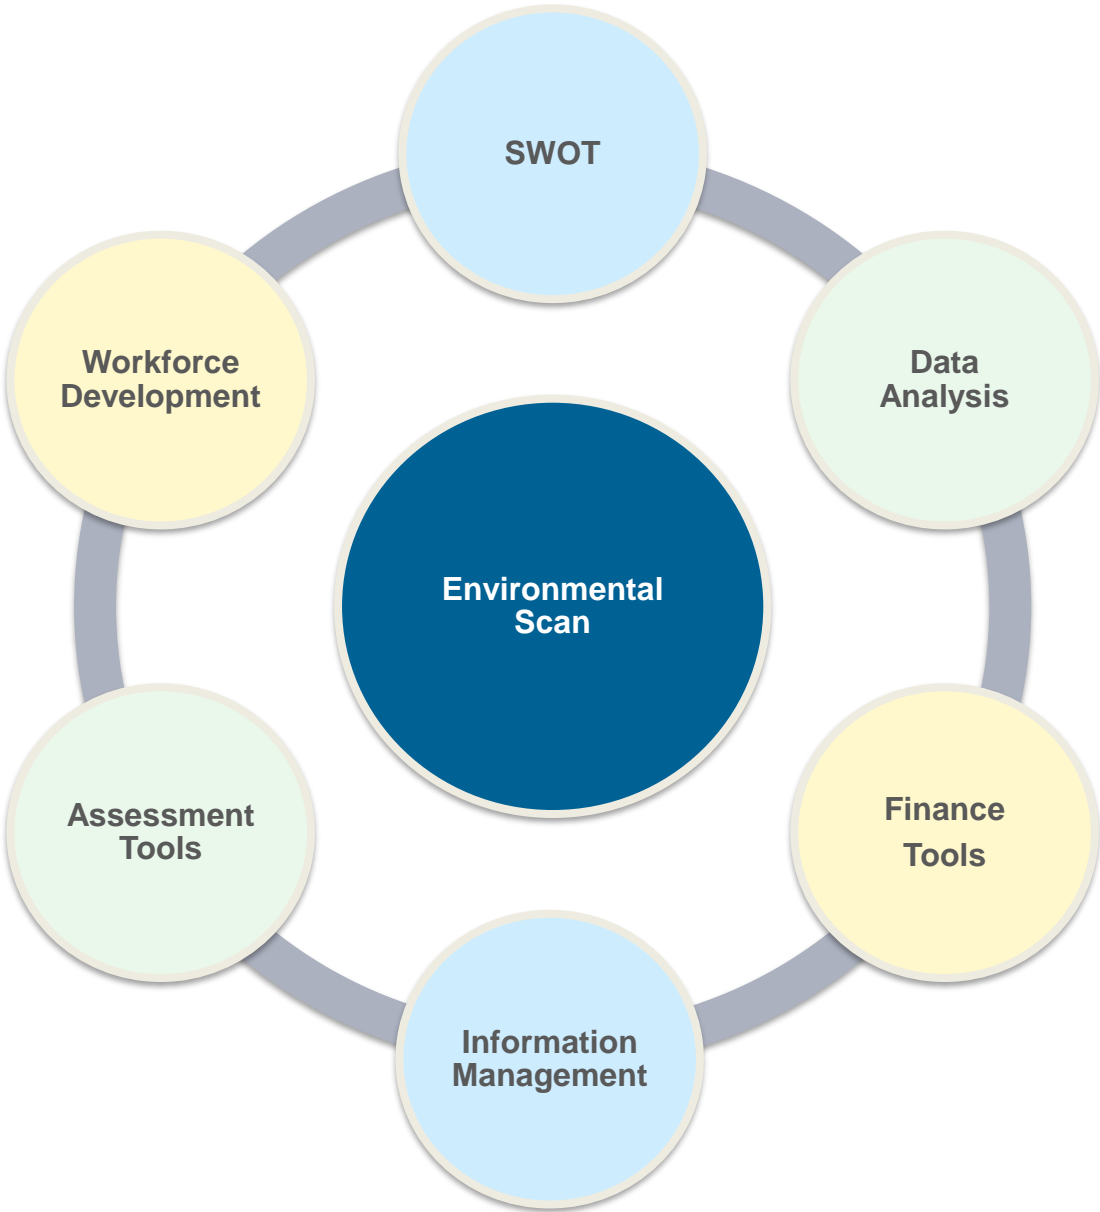 SWOT
Data
Analysis
Finance
Tools
Information
Management
Assessment
Tools
Workforce
Development
Environmental
Scan